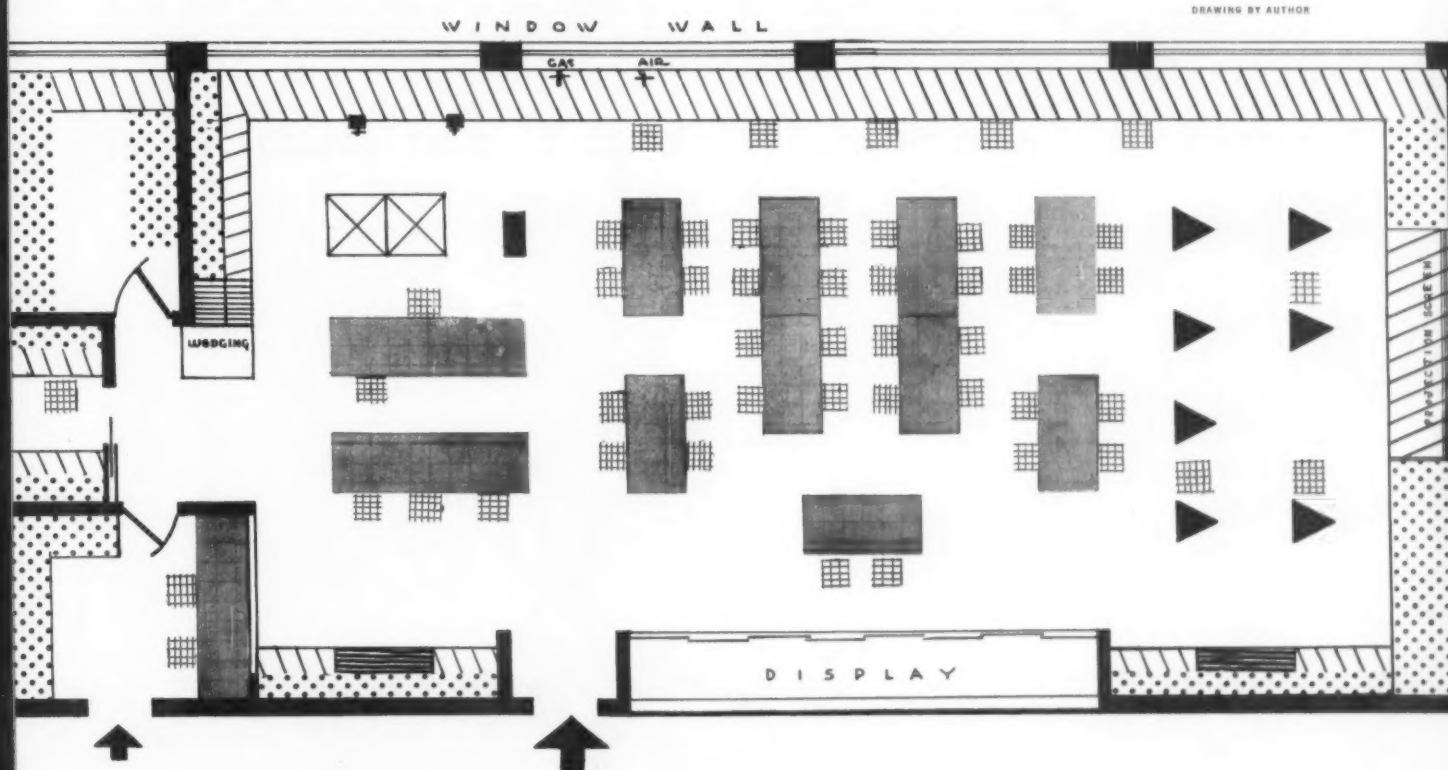 DRAWING BY AUTHOR
WINDOW WALL
GAS AIR
WEDGING
PROJECTION SCREEN
DISPLAY